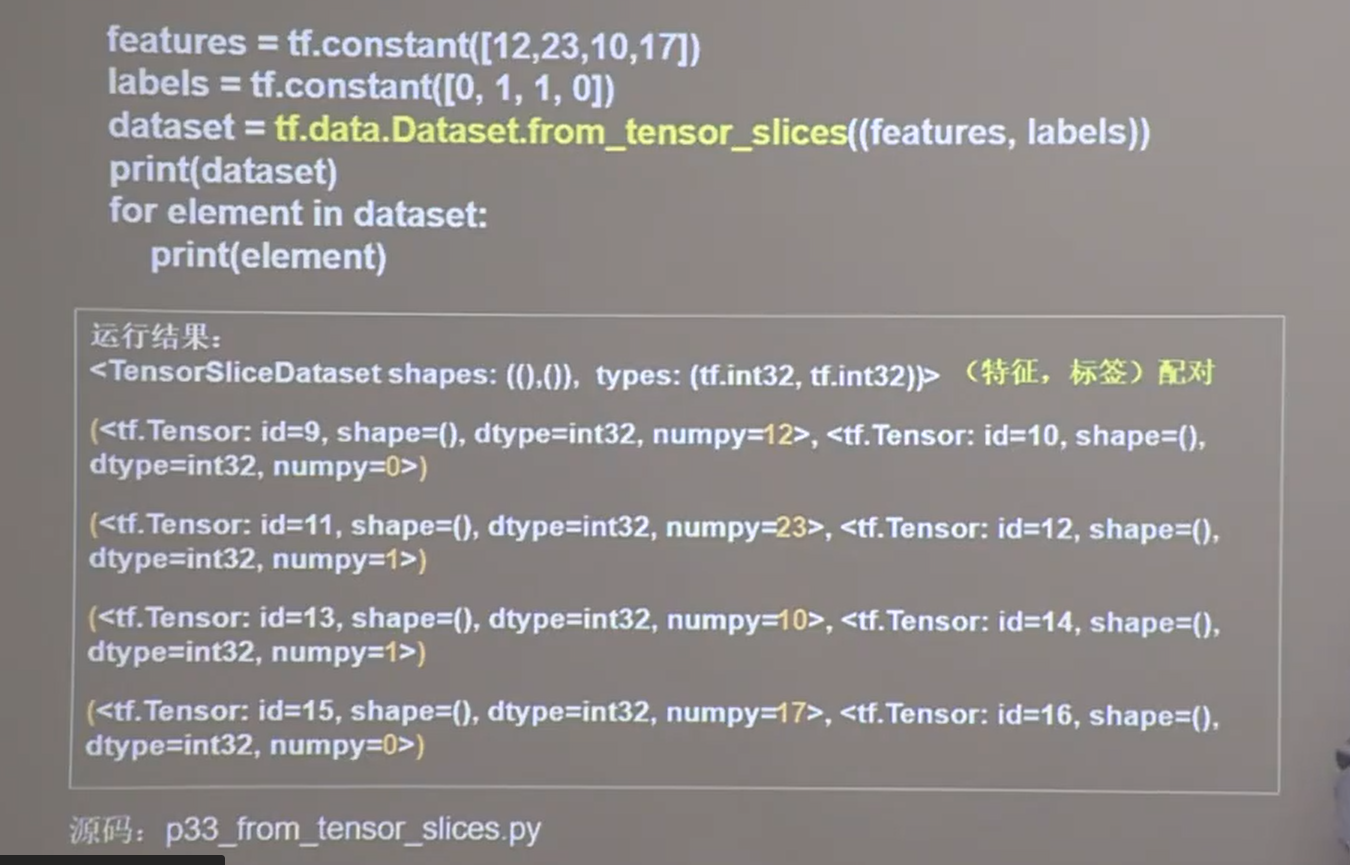 features = tf.constant([12,23,10,17])
labels = tf.constant([0, 1, 1, 0])
dataset = tf.data.Dataset.from_tensor_slices((features, labels))
print(dataset)
for element in dataset:
print(element)
运行结果：
<TensorSliceDataset shapes: ((),()), types: (tf.int32, tf.int32))> （特征，标签）配对
(<tf.Tensor: id=9, shape=(), dtype=int32, numpy=12>, <tf.Tensor: id=10, shape=(),
dtype=int32, numpy=0>)
(<tf.Tensor: id=11, shape=(), dtype=int32, numpy=23>, <tf.Tensor: id=12, shape=(),
dtype=int32, numpy=1>)
(<tf.Tensor: id=13, shape=(), dtype=int32, numpy=10>, <tf.Tensor: id=14, shape=(),
dtype=int32, numpy=1>)
(<tf.Tensor: id=15, shape=(), dtype=int32, numpy=17>, <tf.Tensor: id=16, shape=(),
dtype=int32, numpy=0>)
源码：p33_from_tensor_slices.py